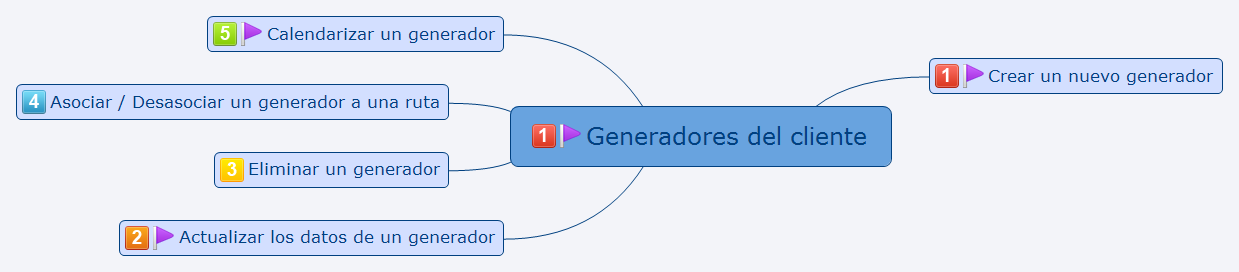 5 Calendarizar un generador
1 Crear un nuevo generador
4 Asociar / Desasociar un generador a una ruta
1 Generadores del cliente
3 Eliminar un generador
2 Actualizar los datos de un generador